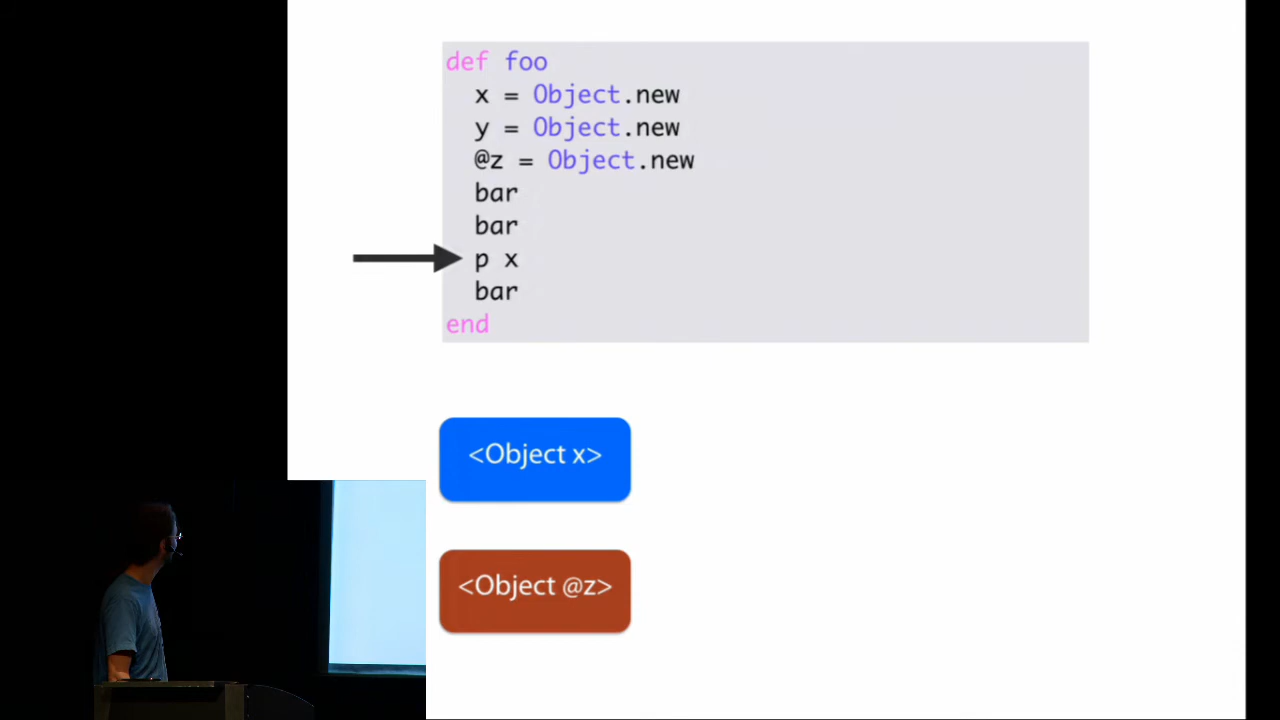 def foo
  x = Object.new
  y = Object.new
  @z = Object.new
  bar
  bar
  p x
  bar
end
<Object x>
<Object @z>